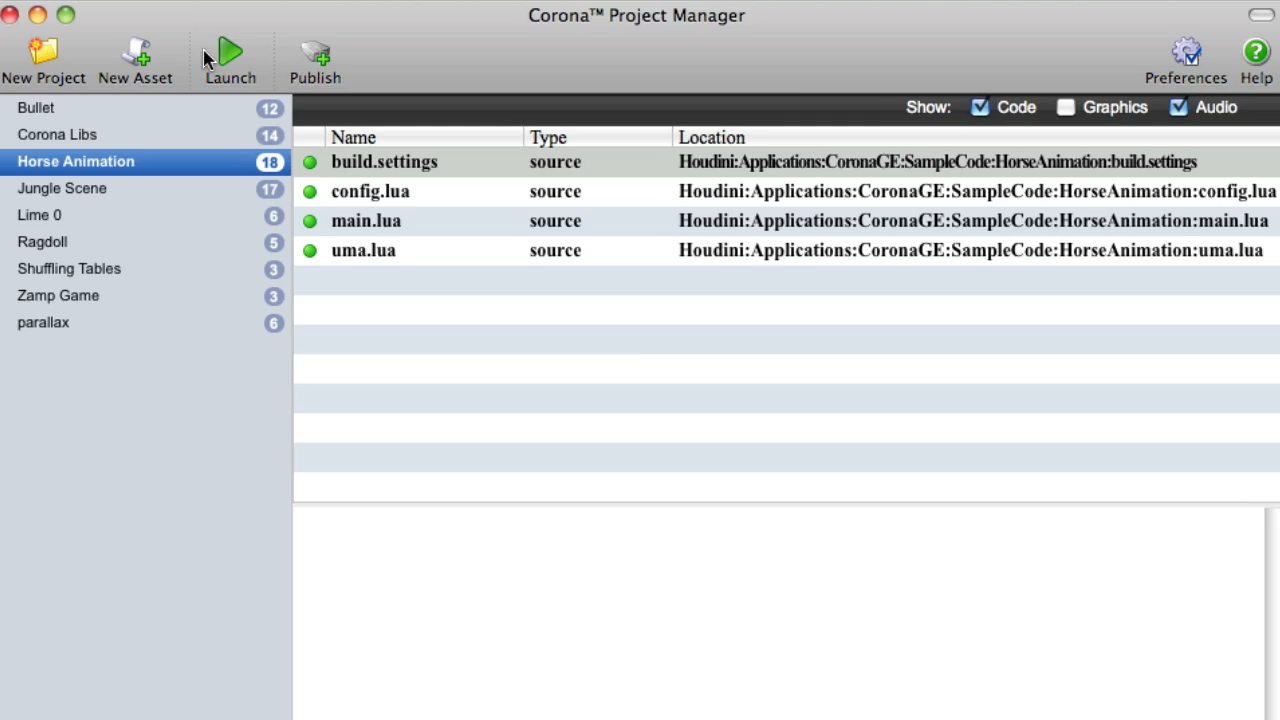 Corona™ Project Manager
New Project New Asset Launch Publish Preferences Help
Bullet 12
Corona Libs 14
Horse Animation 18
Jungle Scene 17
Lime 0 6
Ragdoll 5
Shuffling Tables 3
Zamp Game 3
parallax 6
Show: Code Graphics Audio
Name Type Location
build.settings source Houdini:Applications:CoronaGE:SampleCode:HorseAnimation:build.settings
config.lua source Houdini:Applications:CoronaGE:SampleCode:HorseAnimation:config.lua
main.lua source Houdini:Applications:CoronaGE:SampleCode:HorseAnimation:main.lua
uma.lua source Houdini:Applications:CoronaGE:SampleCode:HorseAnimation:uma.lua